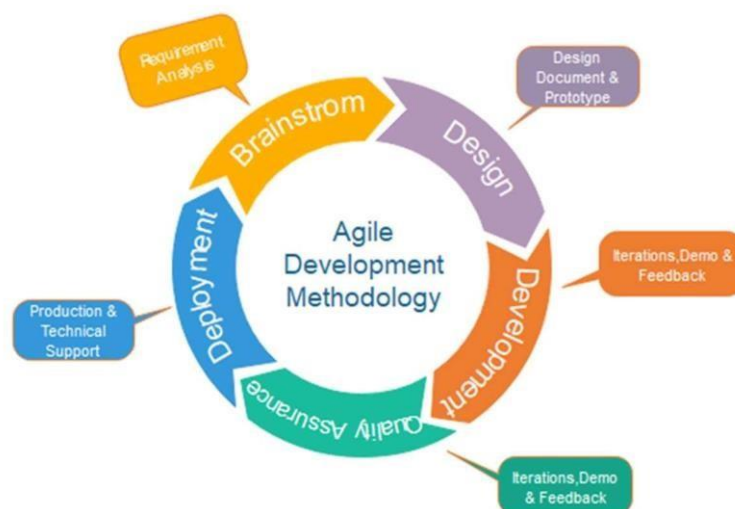 Requirement
Analysis
Brainstrom
Design
Document &
Prototype
Design
Agile
Development
Methodology
Iterations,Demo &
Feedback
Development
Production &
Technical
Support
Deployment
Quality Assurance
Iterations,Demo
& Feedback